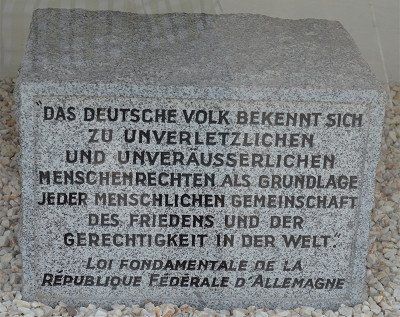 "DAS DEUTSCHE VOLK BEKENNT SICH
ZU UNVERLETZLICHEN
UND UNVERÄUSSERLICHEN
MENSCHENRECHTEN ALS GRUNDLAGE
JEDER MENSCHLICHEN GEMEINSCHAFT
DES FRIEDENS UND DER
GERECHTIGKEIT IN DER WELT."
LOI FONDAMENTALE DE LA
RÉPUBLIQUE FÉDÉRALE D'ALLEMAGNE